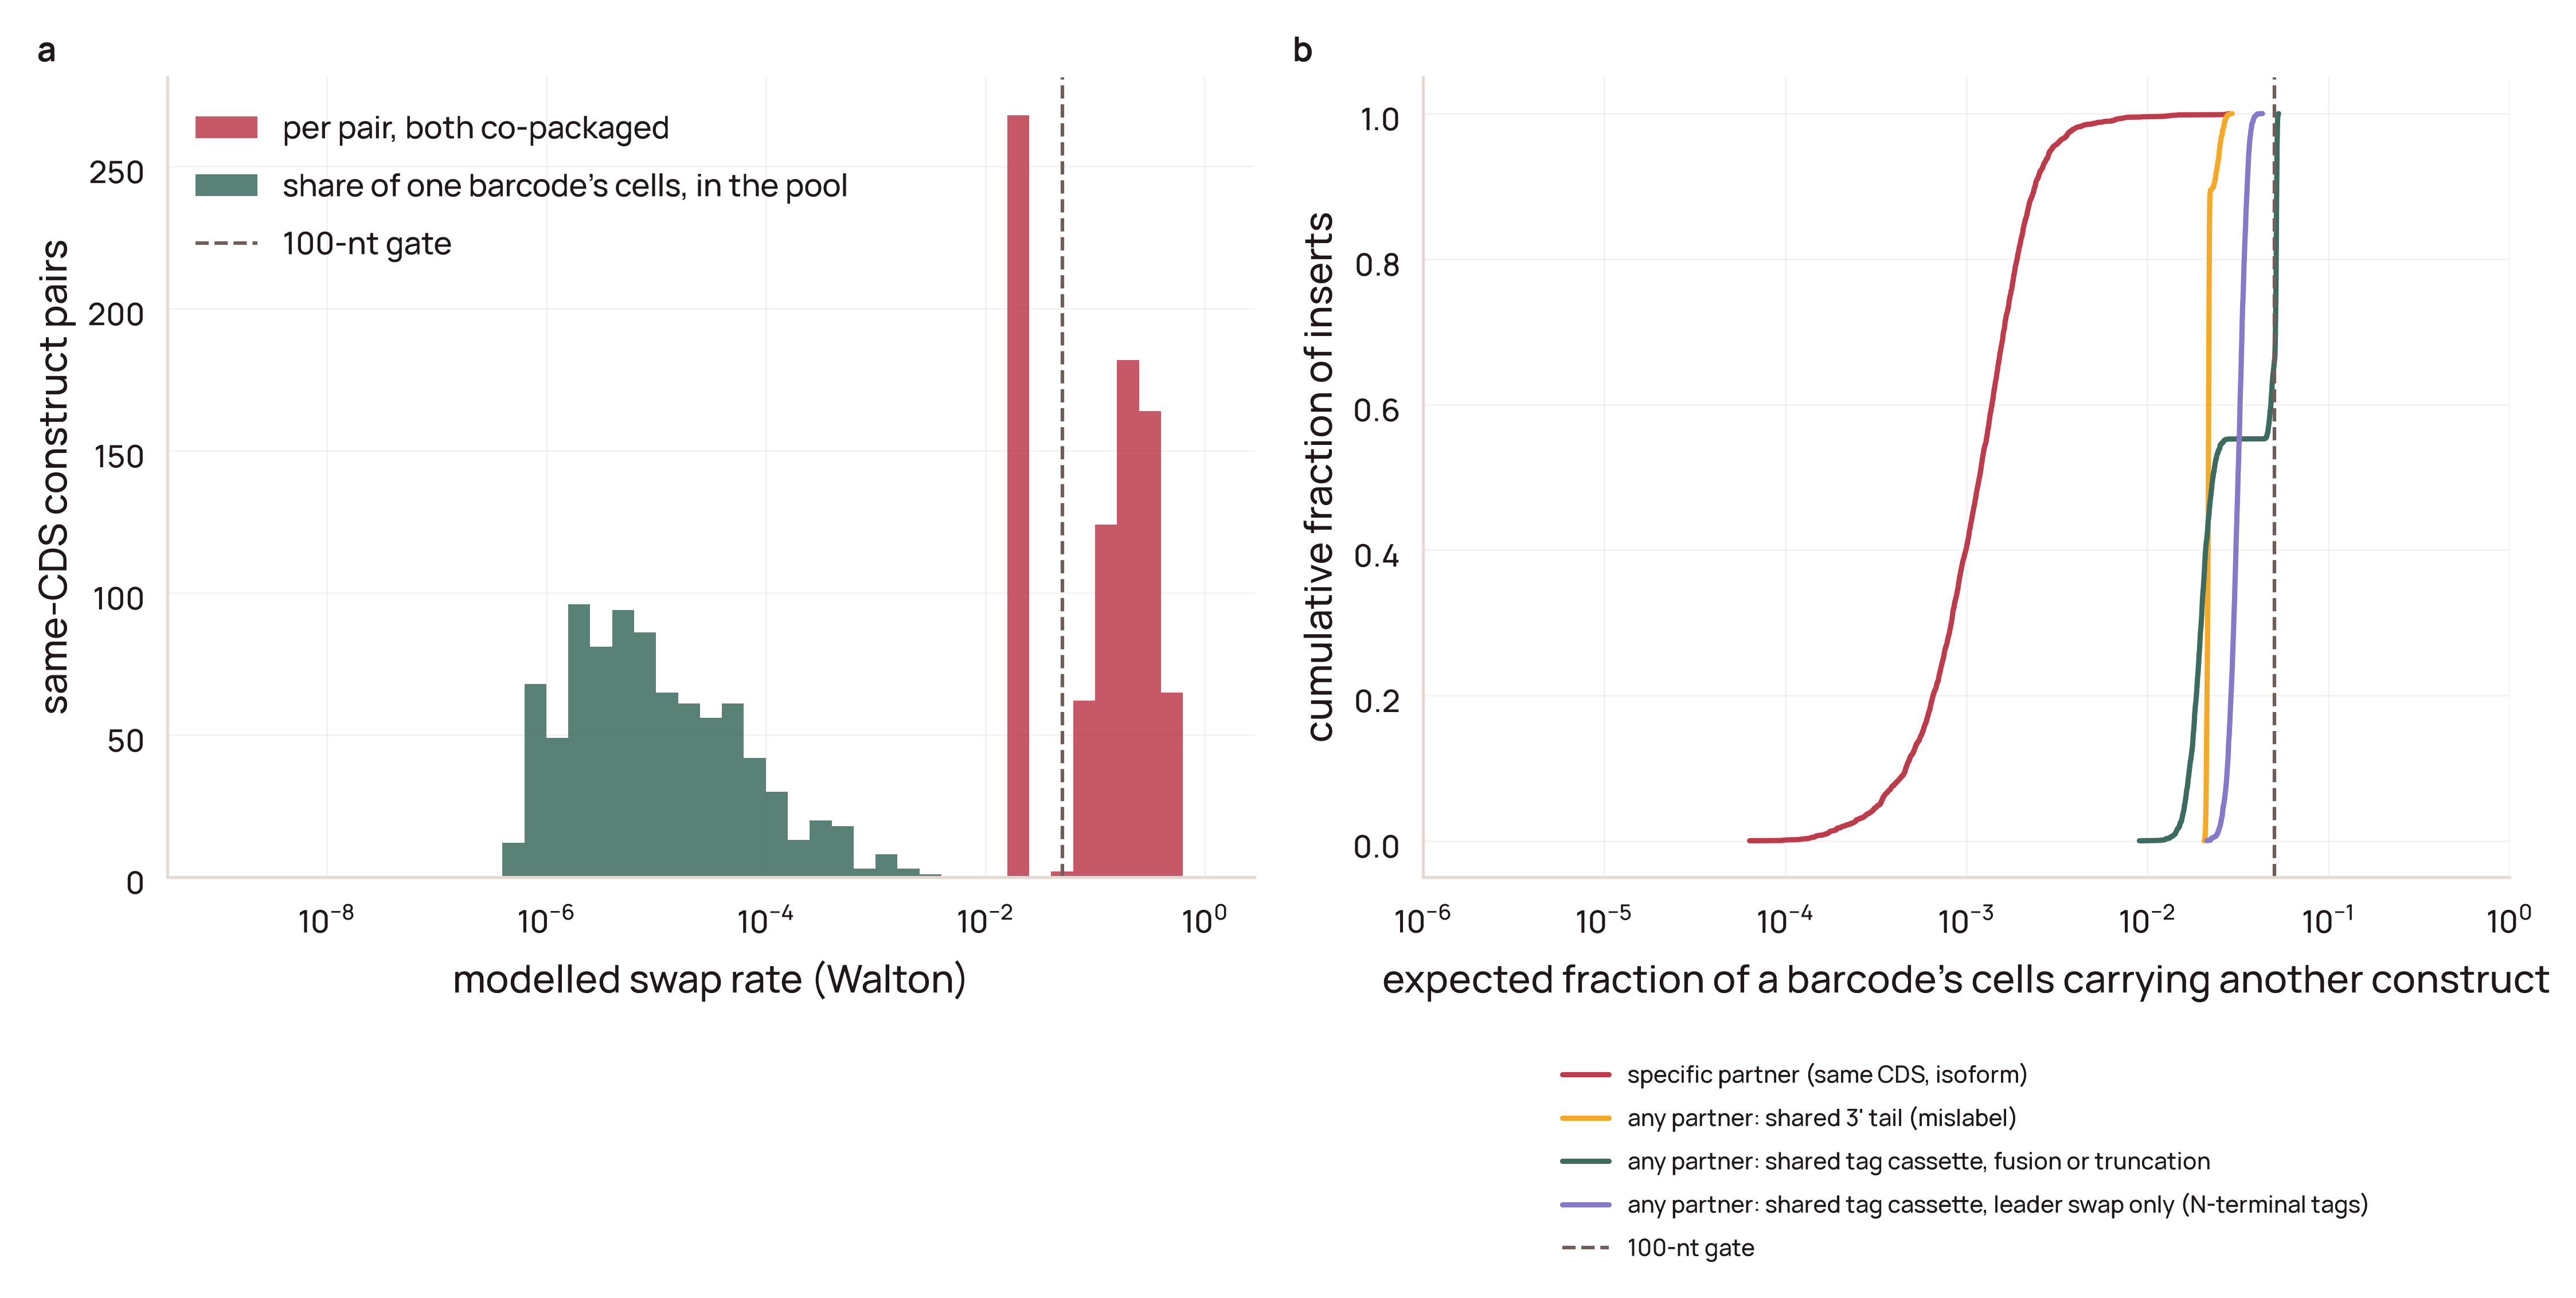 a
per pair, both co-packaged
share of one barcode’s cells, in the pool
100-nt gate
same-CDS construct pairs
250
200
150
100
50
0
10⁻⁸
10⁻⁶
10⁻⁴
10⁻²
10⁰
modelled swap rate (Walton)
b
cumulative fraction of inserts
1.0
0.8
0.6
0.4
0.2
0.0
10⁻⁶
10⁻⁵
10⁻⁴
10⁻³
10⁻²
10⁻¹
10⁰
expected fraction of a barcode’s cells carrying another construct
specific partner (same CDS, isoform)
any partner: shared 3' tail (mislabel)
any partner: shared tag cassette, fusion or truncation
any partner: shared tag cassette, leader swap only (N-terminal tags)
100-nt gate